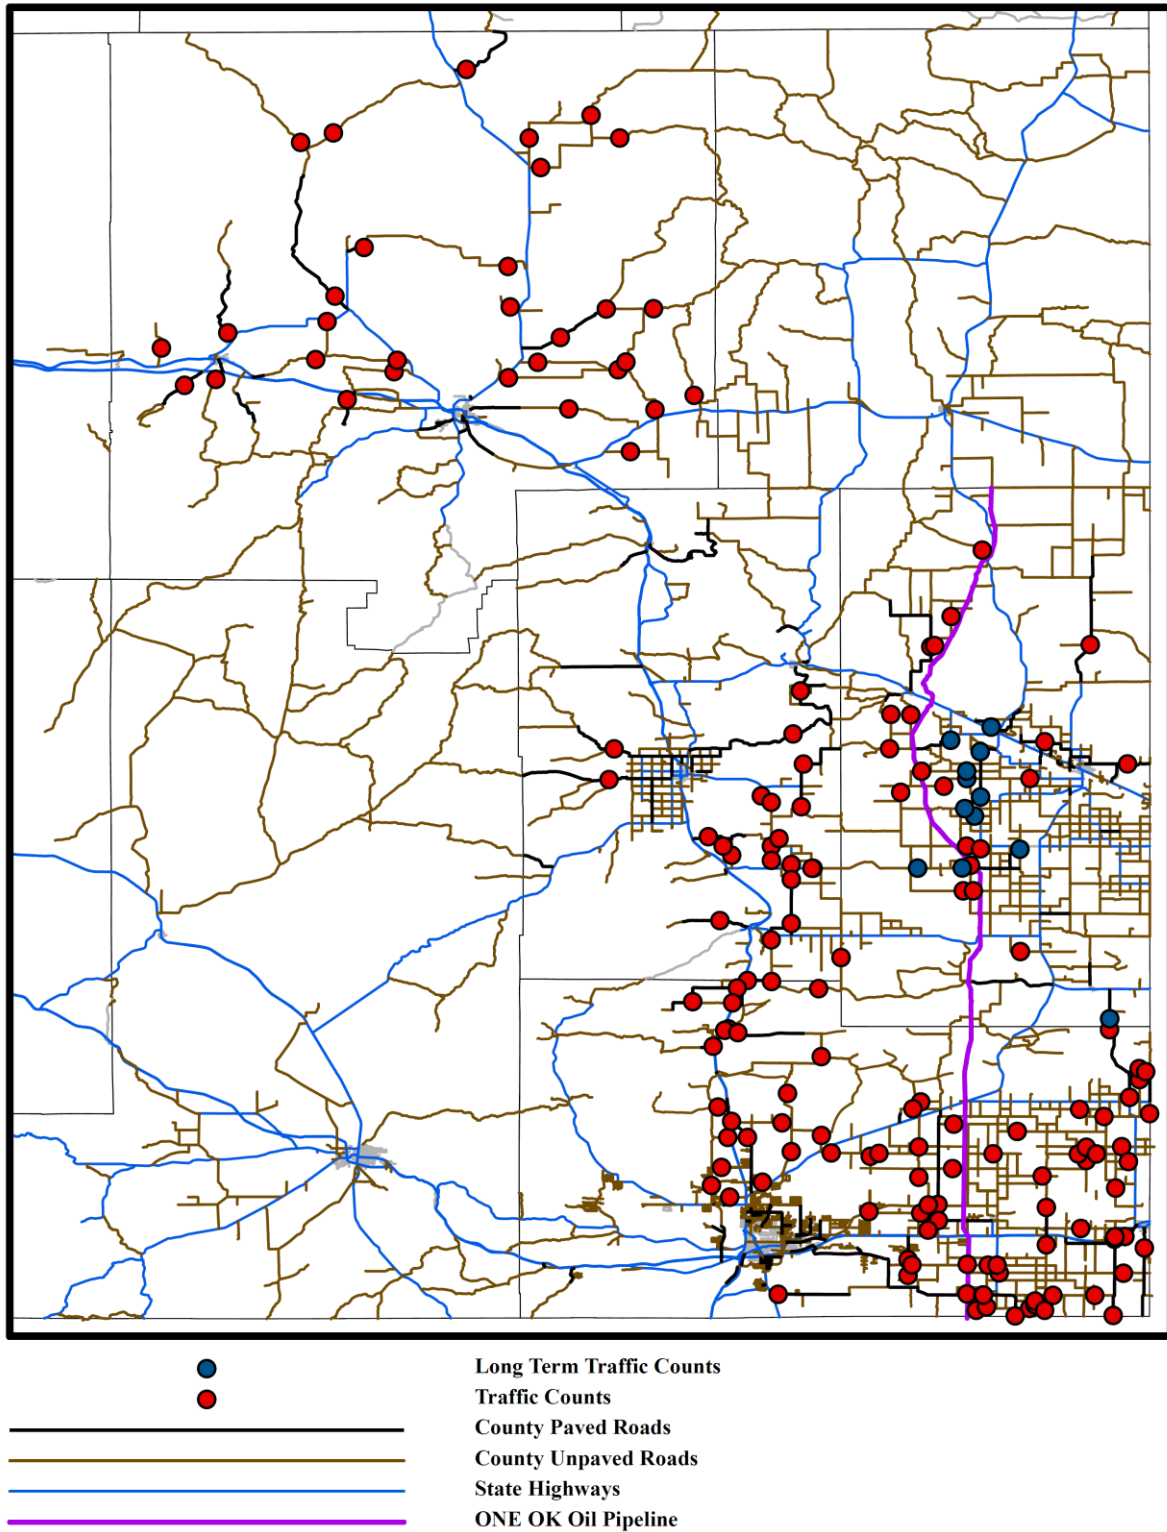 Long Term Traffic Counts
Traffic Counts
County Paved Roads
County Unpaved Roads
State Highways
ONE OK Oil Pipeline